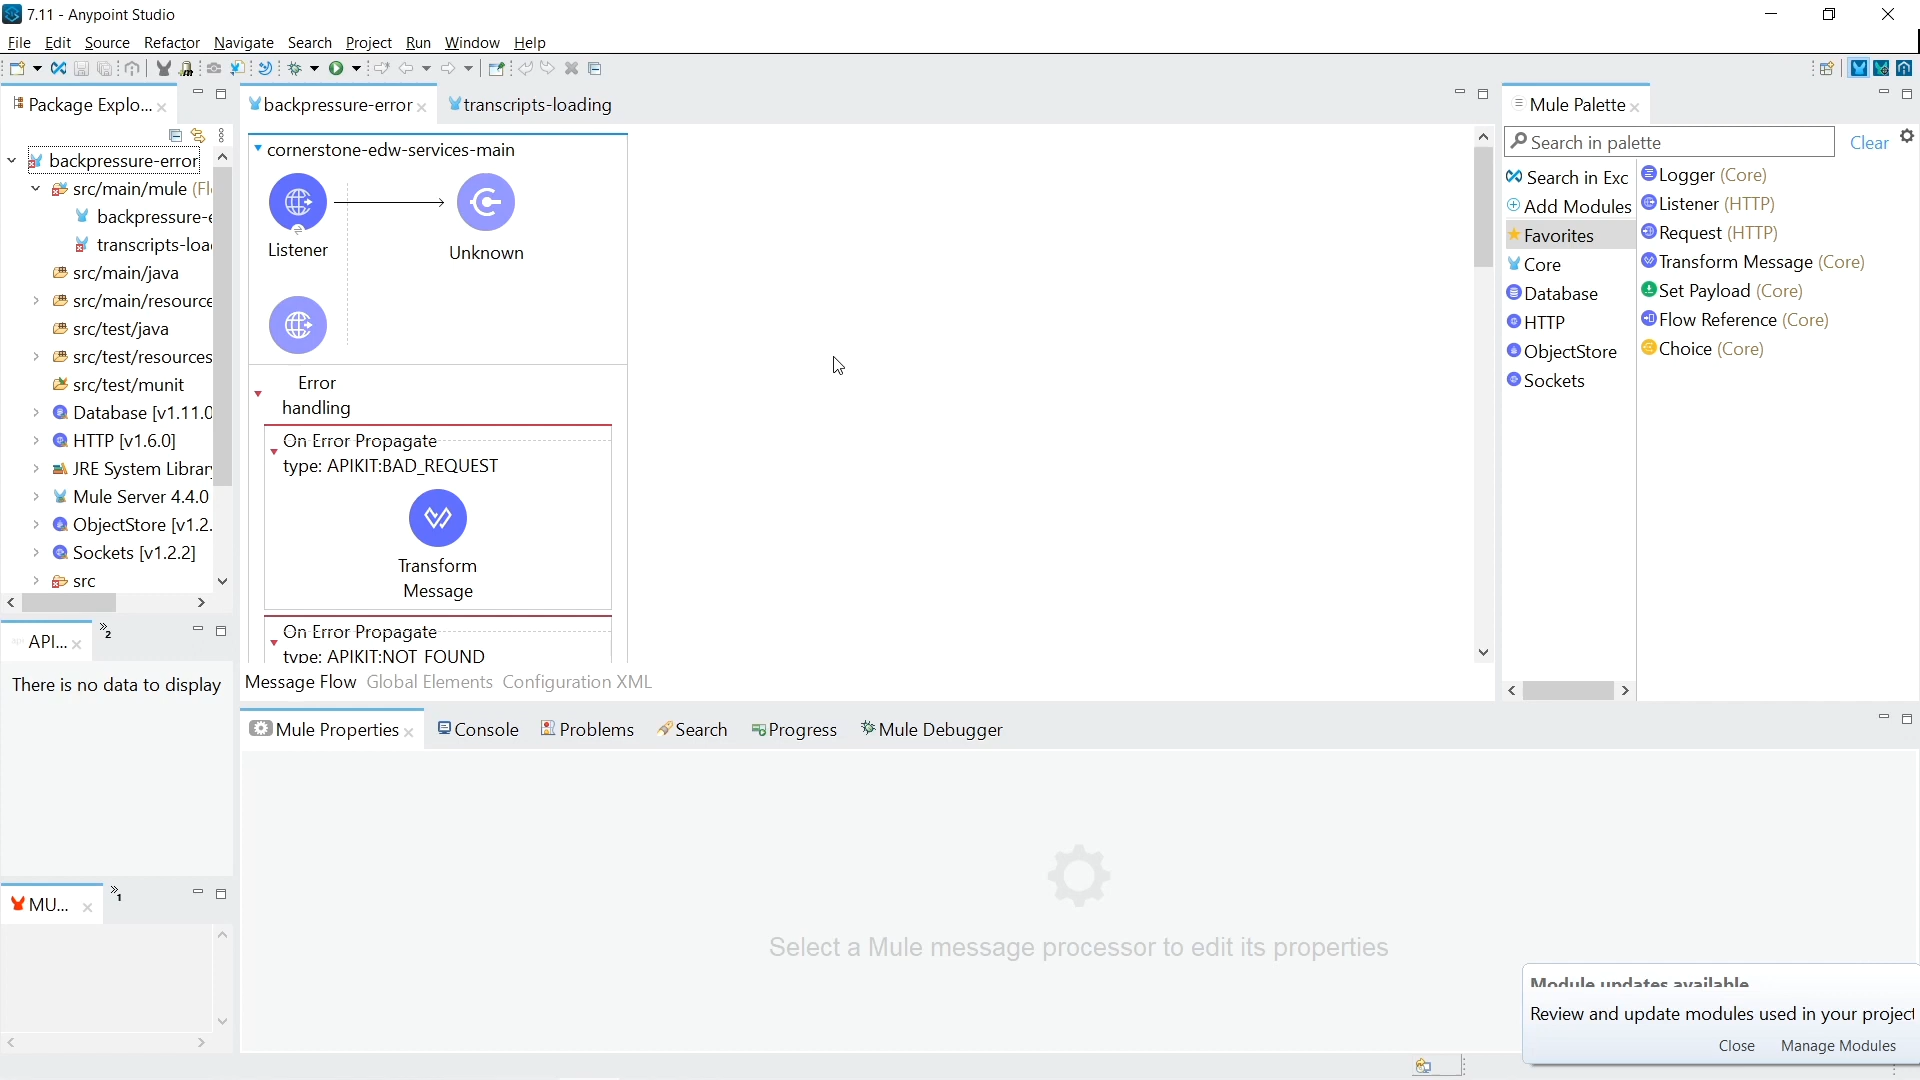 7.11 - Anypoint Studio
File Edit Source Refactor Navigate Search Project Run Window Help
Package Explo...
backpressure-error
src/main/mule (Fl
backpressure-e
transcripts-loa
src/main/java
src/main/resource
src/test/java
src/test/resources
src/test/munit
Database [v1.11.0
HTTP [v1.6.0]
JRE System Librar
Mule Server 4.4.0
ObjectStore [v1.2.
Sockets [v1.2.2]
src
API...
2
There is no data to display
MU...
1
backpressure-error
transcripts-loading
cornerstone-edw-services-main
Listener
Unknown
Error
handling
On Error Propagate
type: APIKIT:BAD_REQUEST
Transform
Message
On Error Propagate
type: APIKIT:NOT_FOUND
Message Flow Global Elements Configuration XML
Mule Palette
Search in palette
Clear
Search in Exc
Add Modules
Favorites
Core
Database
HTTP
ObjectStore
Sockets
Logger (Core)
Listener (HTTP)
Request (HTTP)
Transform Message (Core)
Set Payload (Core)
Flow Reference (Core)
Choice (Core)
Mule Properties
Console
Problems
Search
Progress
Mule Debugger
Select a Mule message processor to edit its properties
Module updates available
Review and update modules used in your project
Close Manage Modules